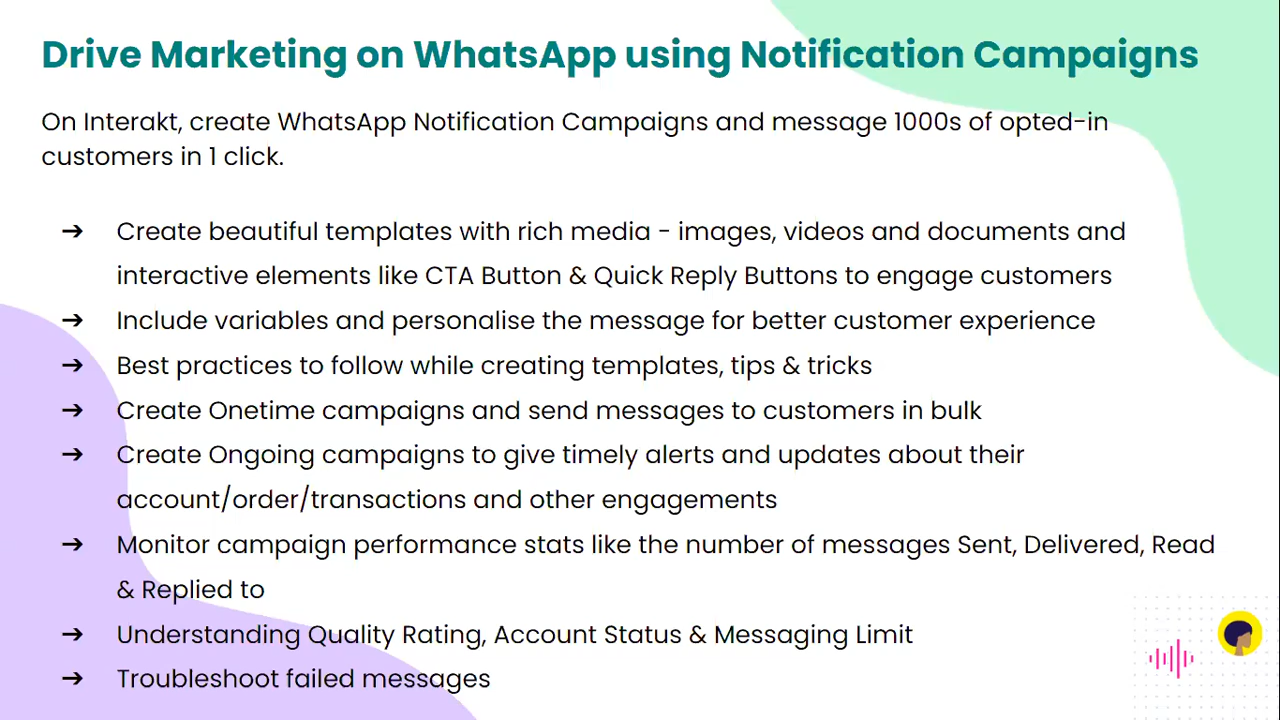 Drive Marketing on WhatsApp using Notification Campaigns
On Interakt, create WhatsApp Notification Campaigns and message 1000s of opted-in
customers in 1 click.
➔ Create beautiful templates with rich media - images, videos and documents and
interactive elements like CTA Button & Quick Reply Buttons to engage customers
➔ Include variables and personalise the message for better customer experience
➔ Best practices to follow while creating templates, tips & tricks
➔ Create Onetime campaigns and send messages to customers in bulk
➔ Create Ongoing campaigns to give timely alerts and updates about their
account/order/transactions and other engagements
➔ Monitor campaign performance stats like the number of messages Sent, Delivered, Read
& Replied to
➔ Understanding Quality Rating, Account Status & Messaging Limit
➔ Troubleshoot failed messages